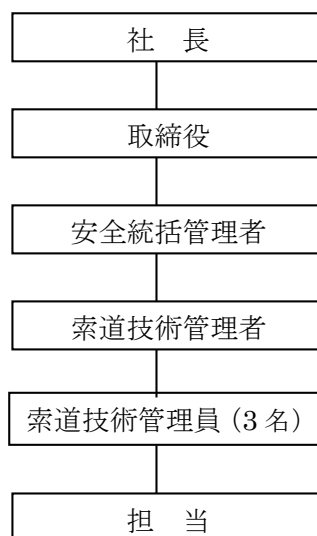 社　長
取締役
安全統括管理者
索道技術管理者
索道技術管理員（3 名）
担　当